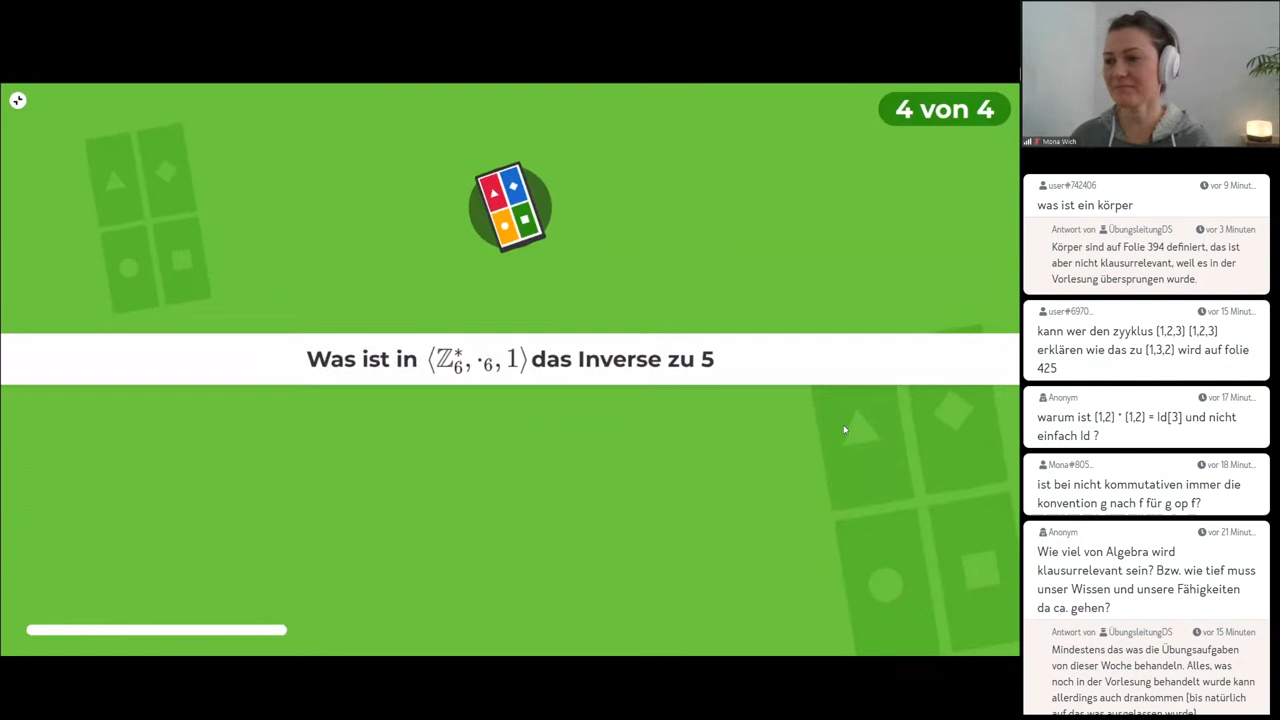 4 von 4
Was ist in ⟨ℤ₆*, ·₆, 1⟩ das Inverse zu 5
Mona Wich
user#742406 vor 9 Minut...
was ist ein körper
Antwort von ÜbungsleitungDS vor 3 Minuten
Körper sind auf Folie 394 definiert, das ist
aber nicht klausurrelevant, weil es in der
Vorlesung übersprungen wurde.
user#6970... vor 15 Minut...
kann wer den zyyklus [1,2,3] [1,2,3]
erklären wie das zu [1,3,2] wird auf folie
425
Anonym vor 17 Minut...
warum ist [1,2] * [1,2] = Id[3] und nicht
einfach Id ?
Mona#805... vor 18 Minut...
ist bei nicht kommutativen immer die
konvention g nach f für g op f?
Anonym vor 21 Minut...
Wie viel von Algebra wird
klausurrelevant sein? Bzw. wie tief muss
unser Wissen und unsere Fähigkeiten
da ca. gehen?
Antwort von ÜbungsleitungDS vor 15 Minuten
Mindestens das was die Übungsaufgaben
von dieser Woche behandeln. Alles, was
noch in der Vorlesung behandelt wurde kann
allerdings auch drankommen [bis natürlich
auf das was ausgelassen wurde]